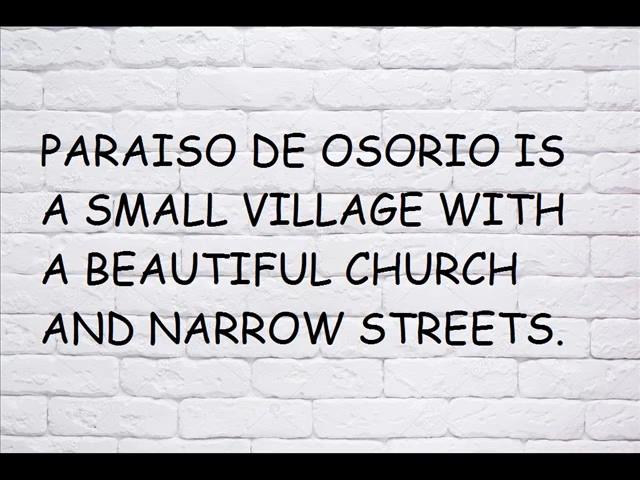 PARAISO DE OSORIO IS
A SMALL VILLAGE WITH
A BEAUTIFUL CHURCH
AND NARROW STREETS.